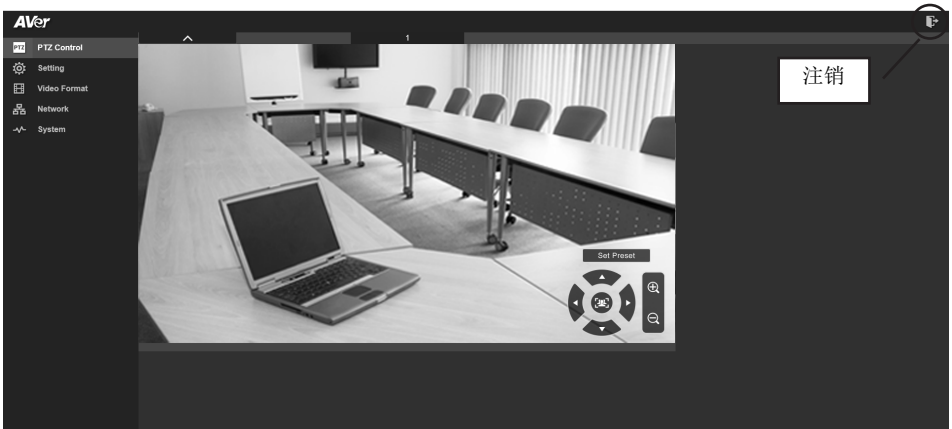 AVer
PTZ PTZ Control
1
Setting
Video Format
Network
System
注销
Set Preset